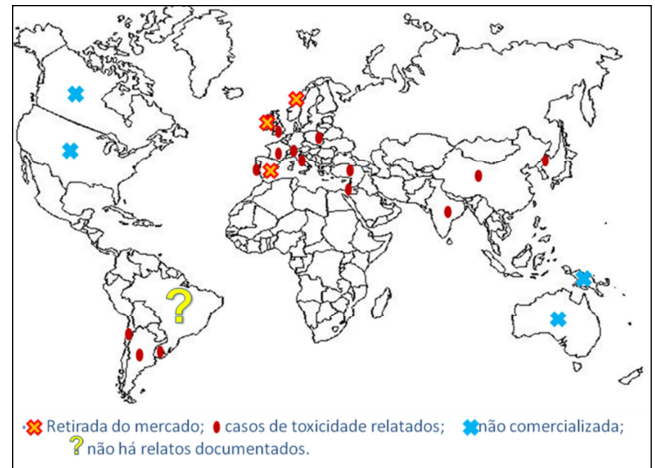 Retirada do mercado; casos de toxicidade relatados; não comercializada;
? não há relatos documentados.
?